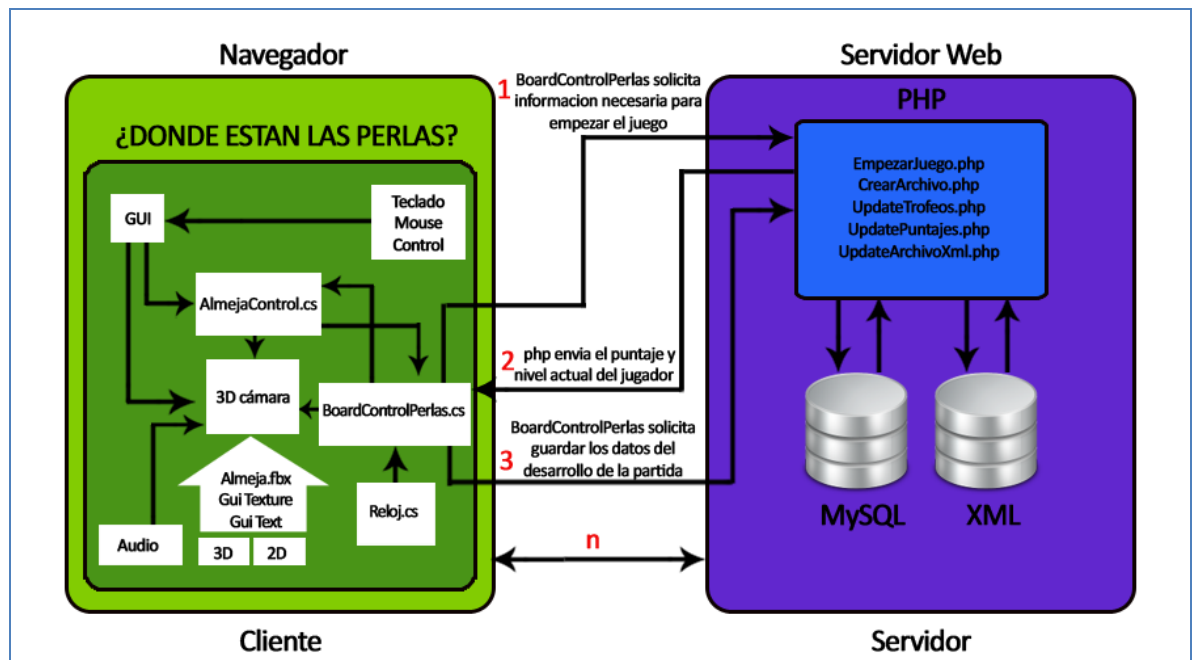 Navegador
Servidor Web
¿DONDE ESTAN LAS PERLAS?
GUI
Teclado
Mouse
Control
AlmejaControl.cs
3D cámara
BoardControlPerlas.cs
Almeja.fbx
Gui Texture
Gui Text
Audio
3D
2D
Reloj.cs
Cliente
1
BoardControlPerlas solicita
informacion necesaria para
empezar el juego
2
php envia el puntaje y
nivel actual del jugador
3
BoardControlPerlas solicita
guardar los datos del
desarrollo de la partida
n
PHP
EmpezarJuego.php
CrearArchivo.php
UpdateTrofeos.php
UpdatePuntajes.php
UpdateArchivoXml.php
MySQL
XML
Servidor